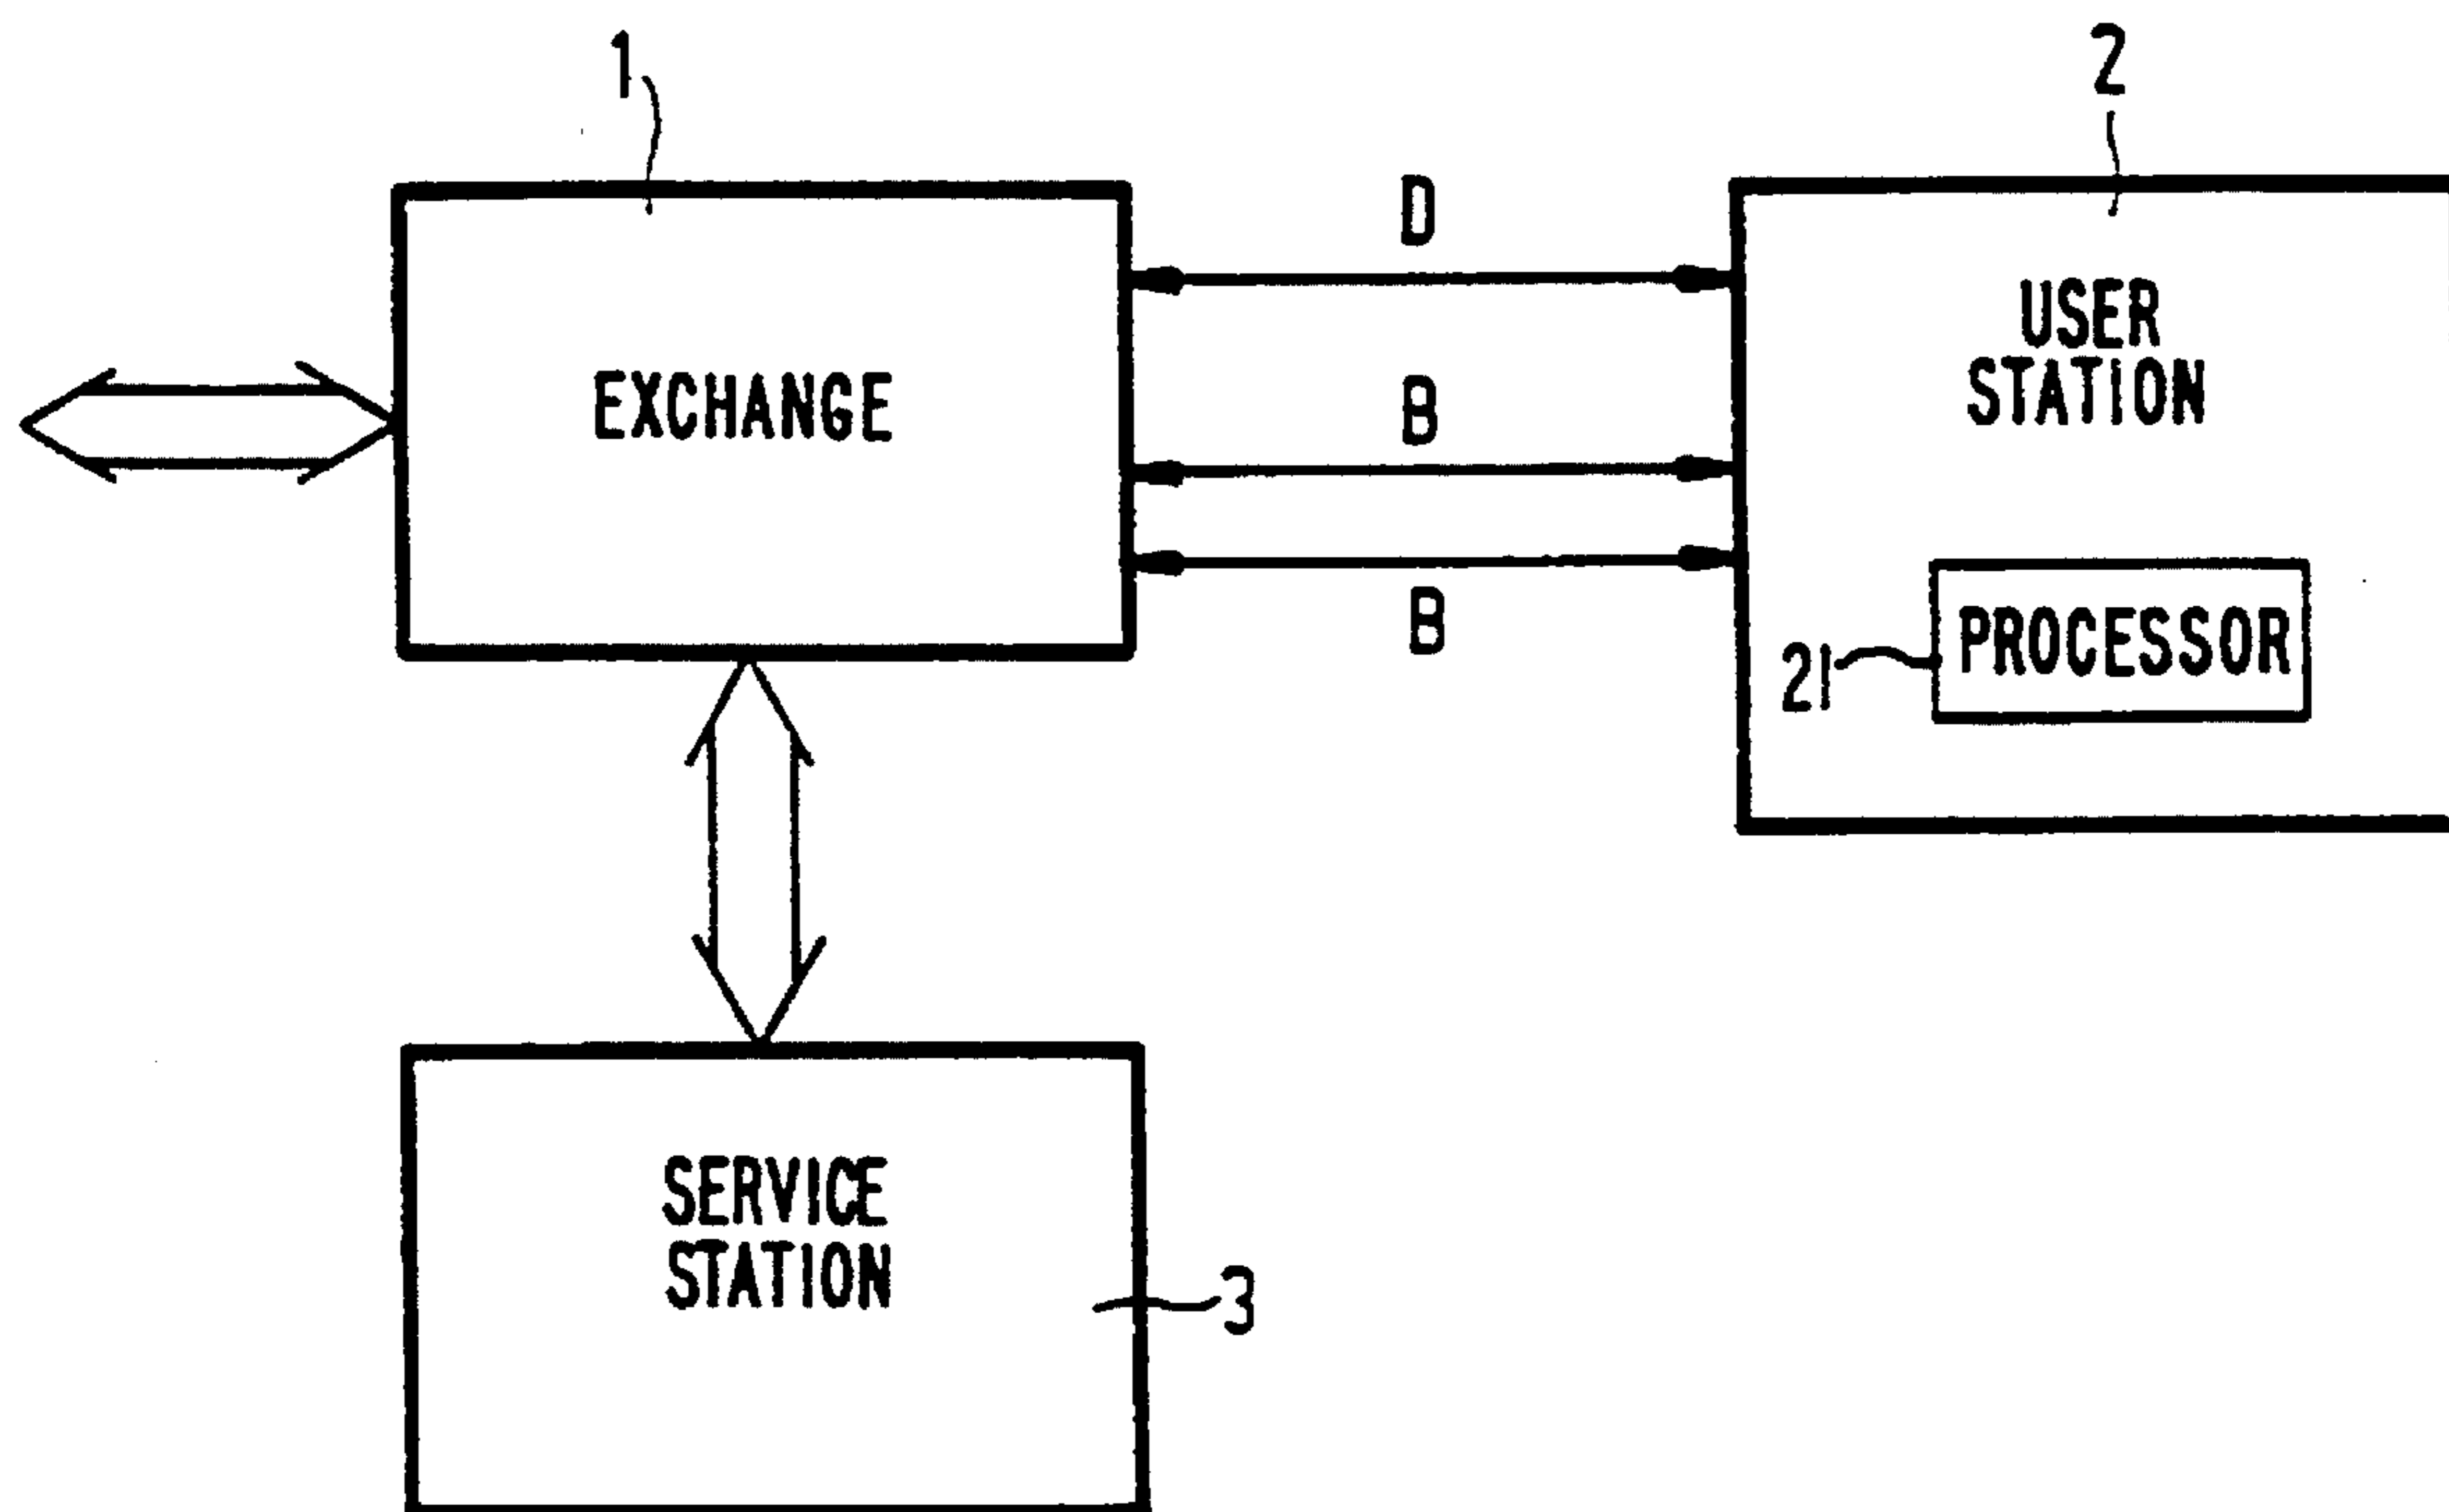 1
2
D
USER
STATION
EXCHANGE
B
B
PROCESSOR
21
SERVICE
STATION
3